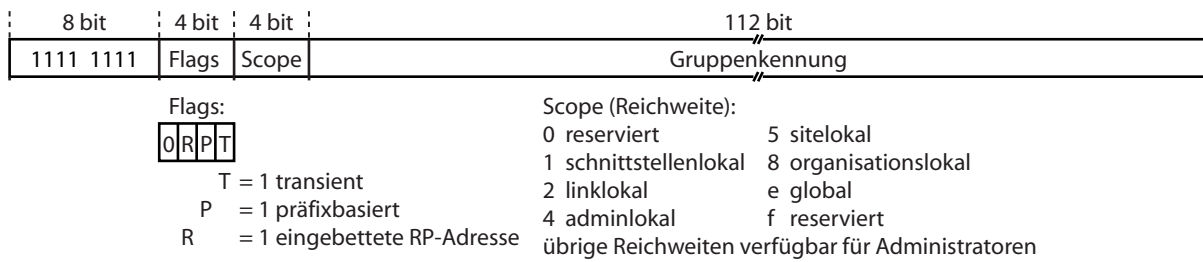 8 bit 4 bit 4 bit 112 bit
1111 1111 Flags Scope Gruppenkennung
Flags:
0 R P T
T = 1 transient
P = 1 präfixbasiert
R = 1 eingebettete RP-Adresse
Scope (Reichweite):
0 reserviert 5 sitelokal
1 schnittstellenlokal 8 organisationslokal
2 linklokal e global
4 adminlokal f reserviert
übrige Reichweiten verfügbar für Administratoren